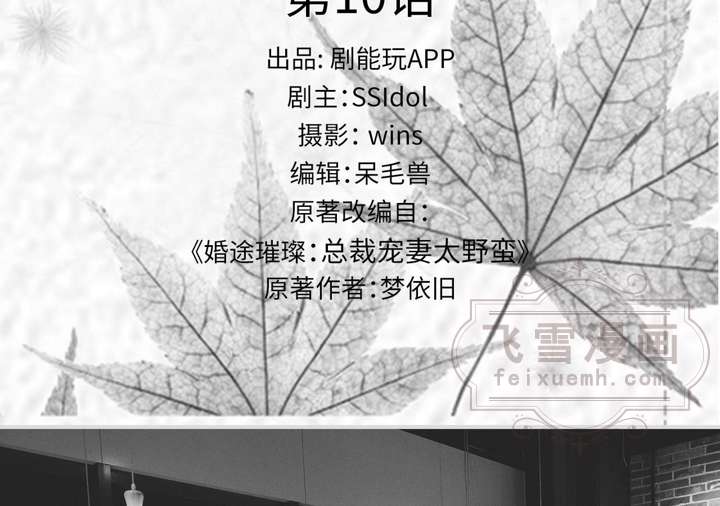 第10话
出品: 剧能玩APP
剧主：SSIdol
摄影： wins
编辑：呆毛兽
原著改编自：
《婚途璀璨：总裁宠妻太野蛮》
原著作者：梦依旧
飞雪漫画
feixuemh.com